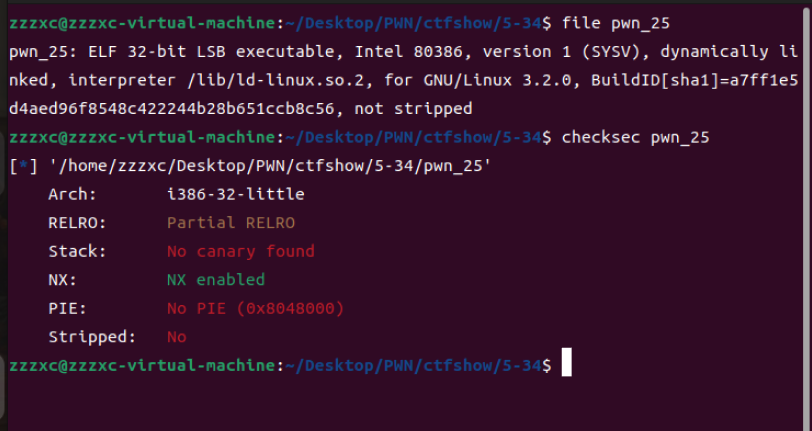 zzzxc@zzzxc-virtual-machine:~/Desktop/PWN/ctfshow/5-34$ file pwn_25
pwn_25: ELF 32-bit LSB executable, Intel 80386, version 1 (SYSV), dynamically li
nked, interpreter /lib/ld-linux.so.2, for GNU/Linux 3.2.0, BuildID[sha1]=a7ff1e5
d4aed96f8548c422244b28b651ccb8c56, not stripped
zzzxc@zzzxc-virtual-machine:~/Desktop/PWN/ctfshow/5-34$ checksec pwn_25
[*] '/home/zzzxc/Desktop/PWN/ctfshow/5-34/pwn_25'
    Arch:       i386-32-little
    RELRO:      Partial RELRO
    Stack:      No canary found
    NX:         NX enabled
    PIE:        No PIE (0x8048000)
    Stripped:   No
zzzxc@zzzxc-virtual-machine:~/Desktop/PWN/ctfshow/5-34$